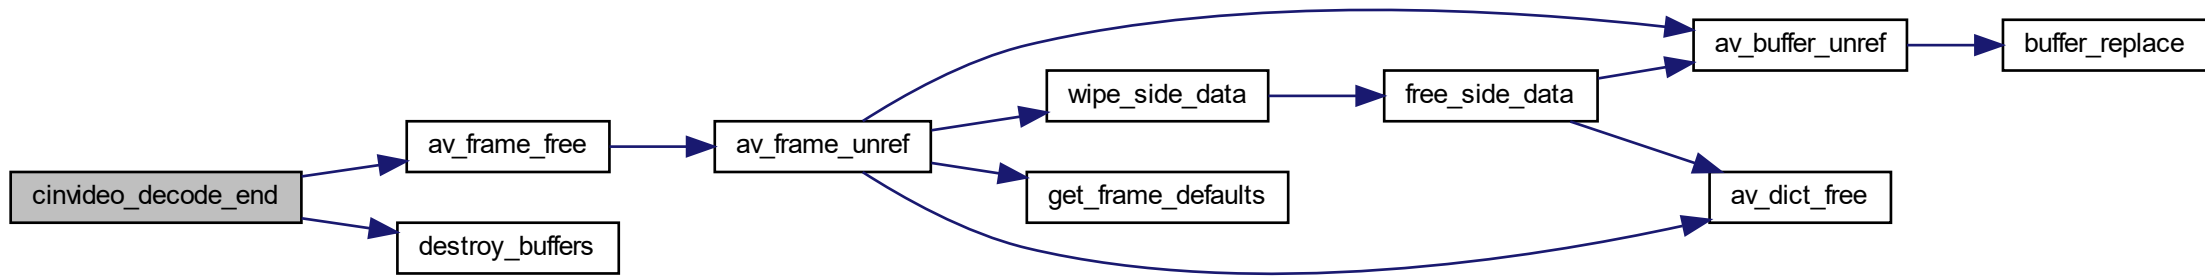 cinvideo_decode_end
av_frame_free
destroy_buffers
av_frame_unref
wipe_side_data
get_frame_defaults
free_side_data
av_buffer_unref
av_dict_free
buffer_replace